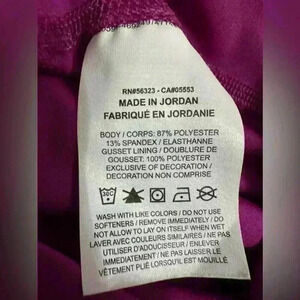 RN#56323 - CA#05553
MADE IN JORDAN
FABRIQUÉ EN JORDANIE
BODY / CORPS: 87% POLYESTER
13% SPANDEX / ELASTHANNE
GUSSET LINING / DOUBLURE DE
GOUSSET: 100% POLYESTER
EXCLUSIVE OF DECORATION /
DECORATION NON COMPRISE
WASH WITH LIKE COLORS / DO NOT USE
SOFTENERS / REMOVE IMMEDIATELY / DO
NOT ALLOW TO LAY ON ITSELF WHEN WET
LAVER AVEC COULEURS SIMILAIRES / NE PAS
UTILISER D'ADOUCISSEUR / ENLEVER
IMMÉDIATEMENT / NE PAS LAISSER LE
VÊTEMENT PLIÉ LORSQU'IL EST MOUILLÉ